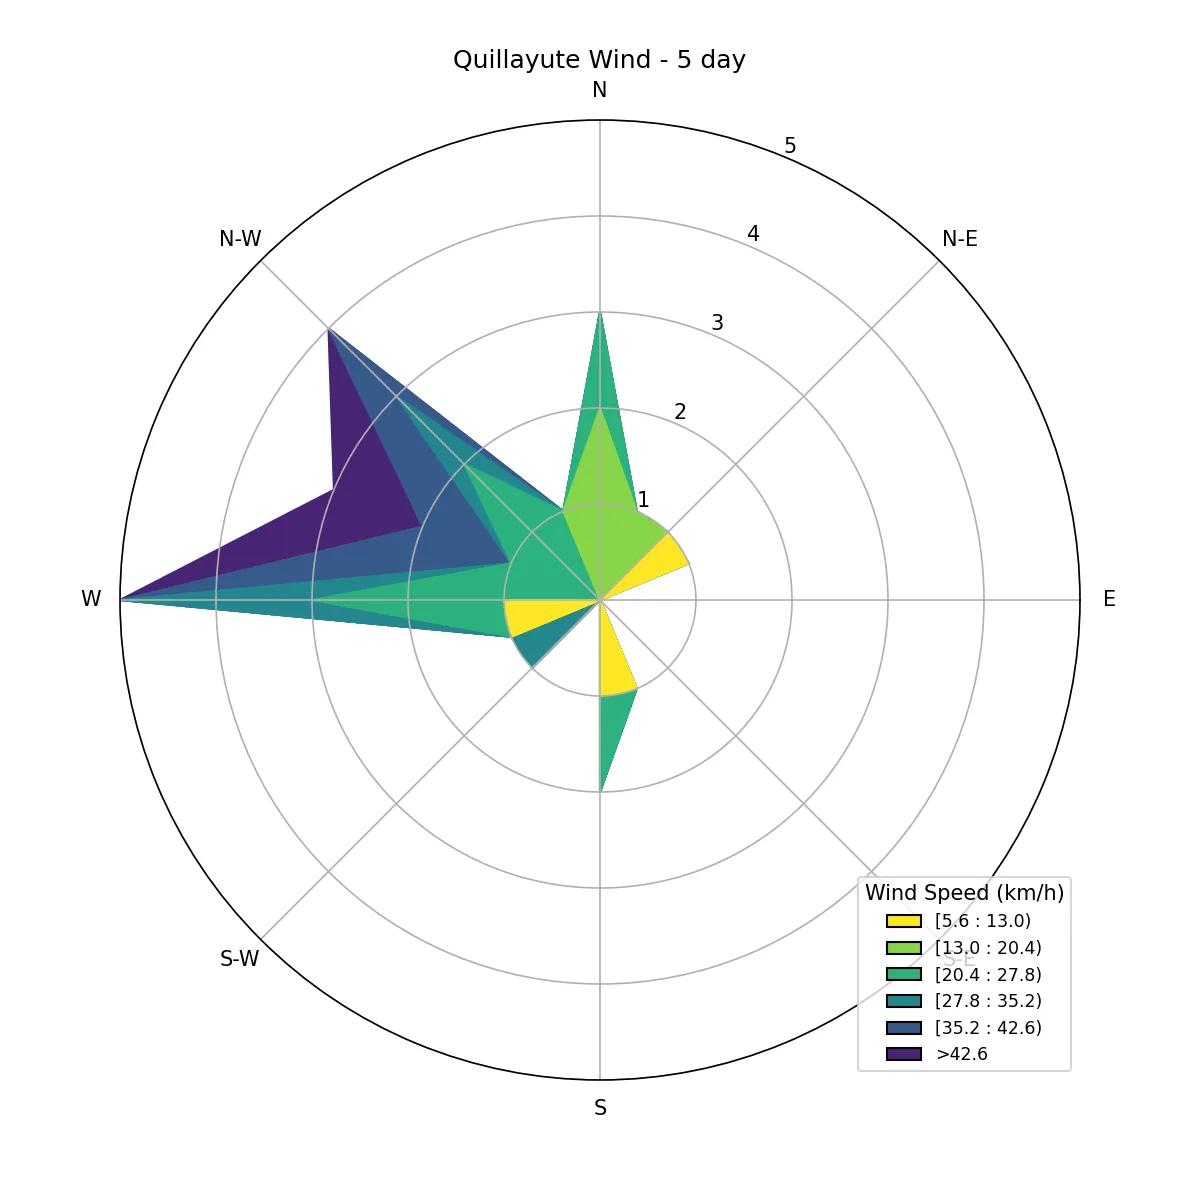 Quillayute Wind - 5 day
N
5
N-W
N-E
4
3
2
1
W
E
Wind Speed (km/h)
[5.6 : 13.0)
[13.0 : 20.4)
S-W
S-E
[20.4 : 27.8)
[27.8 : 35.2)
[35.2 : 42.6)
>42.6
S